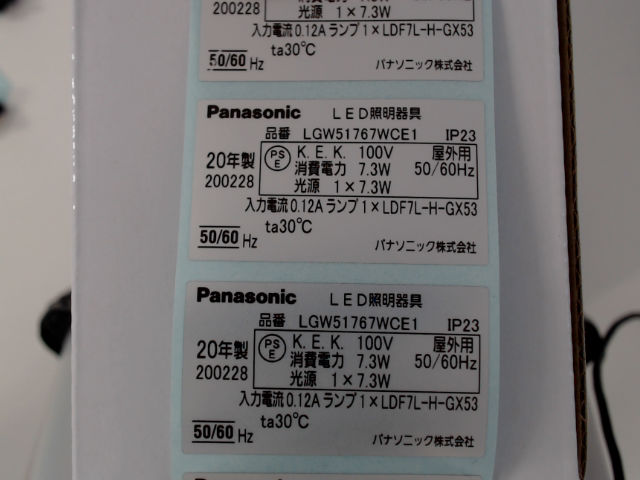 200228 光源 1×7.3W
入力電流0.12A ランプ1×LDF7L-H-GX53
50/60 Hz ta30℃
パナソニック株式会社
Panasonic LED照明器具
品番 LGW51767WCE1 IP23
20年製 PSE K.E.K. 100V 屋外用
消費電力 7.3W 50/60Hz
200228 光源 1×7.3W
入力電流0.12A ランプ1×LDF7L-H-GX53
ta30℃
50/60 Hz パナソニック株式会社
Panasonic LED照明器具
品番 LGW51767WCE1 IP23
20年製 PSE K.E.K. 100V 屋外用
消費電力 7.3W 50/60Hz
200228 光源 1×7.3W
入力電流0.12A ランプ1×LDF7L-H-GX53
ta30℃
50/60 Hz パナソニック株式会社